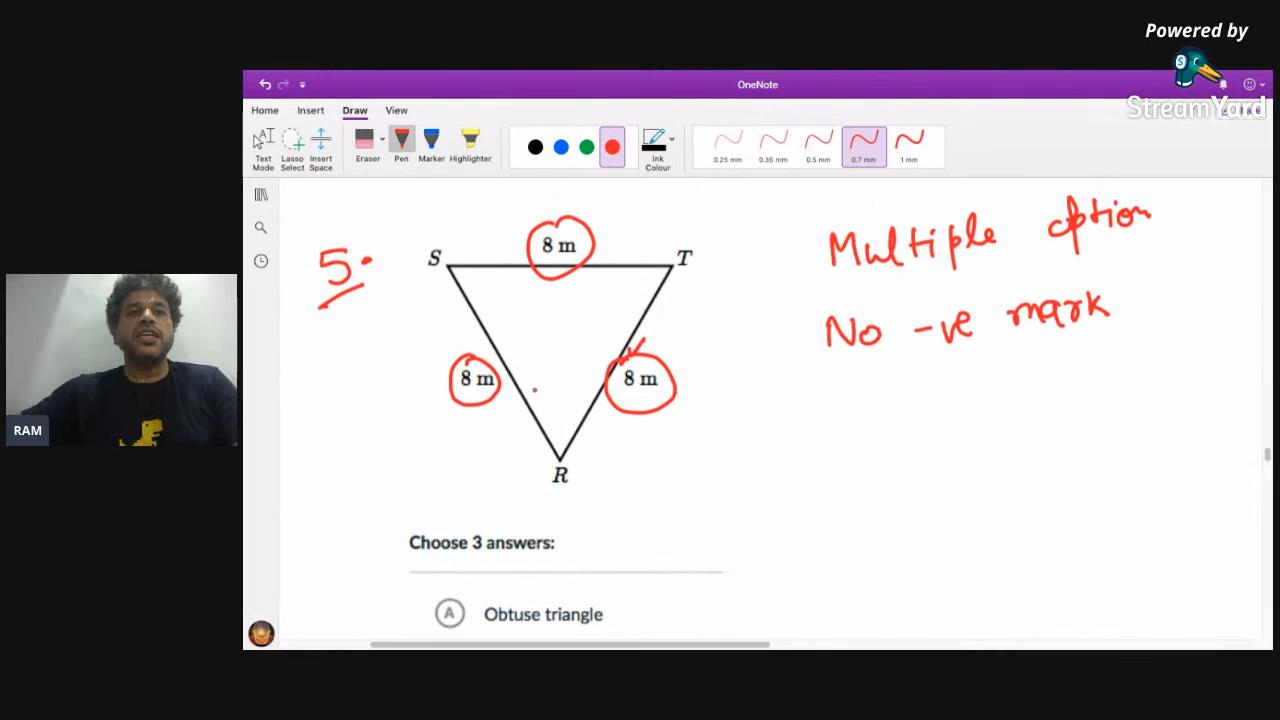 Powered by
StreamYard
OneNote
Home Insert Draw View
Text Mode
Lasso Select
Insert Space
Eraser
Pen
Marker
Highlighter
Ink Colour
0.25 mm
0.35 mm
0.5 mm
0.7 mm
1 mm
5.
S
8 m
T
8 m
8 m
R
Multiple option
No -ve mark
Choose 3 answers:
A Obtuse triangle
RAM